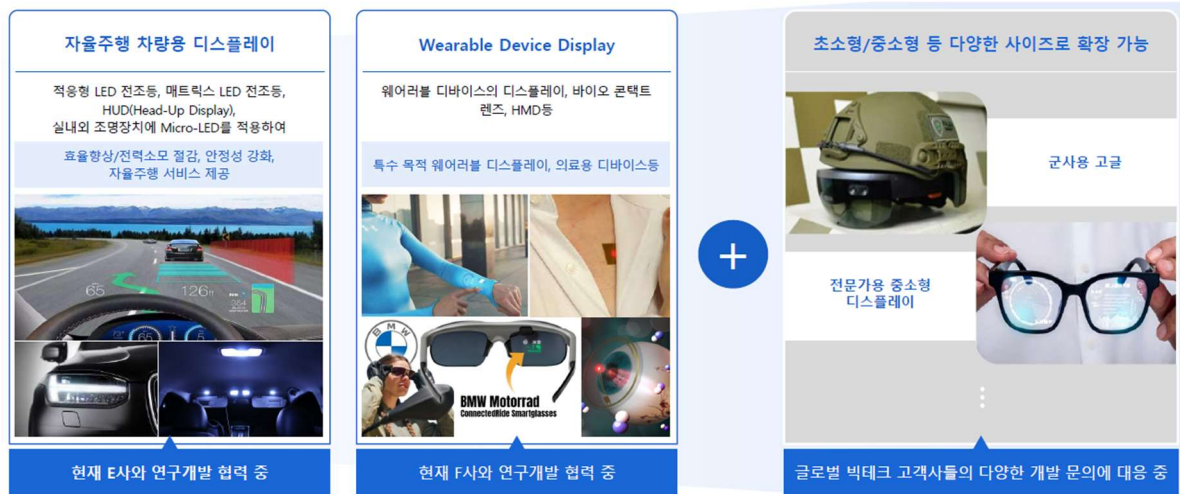 자율주행 차량용 디스플레이
적응형 LED 전조등, 매트릭스 LED 전조등,
HUD(Head-Up Display),
실내외 조명장치에 Micro-LED를 적용하여
효율향상/전력소모 절감, 안정성 강화,
자율주행 서비스 제공
65
126ft
354
65
5
현재 E사와 연구개발 협력 중
Wearable Device Display
웨어러블 디바이스의 디스플레이, 바이오 콘택트
렌즈, HMD등
특수 목적 웨어러블 디스플레이, 의료용 디바이스등
BMW
BMW Motorrad
ConnectedRide Smartglasses
현재 F사와 연구개발 협력 중
+
초소형/중소형 등 다양한 사이즈로 확장 가능
군사용 고글
전문가용 중소형
디스플레이
⋮
글로벌 빅테크 고객사들의 다양한 개발 문의에 대응 중